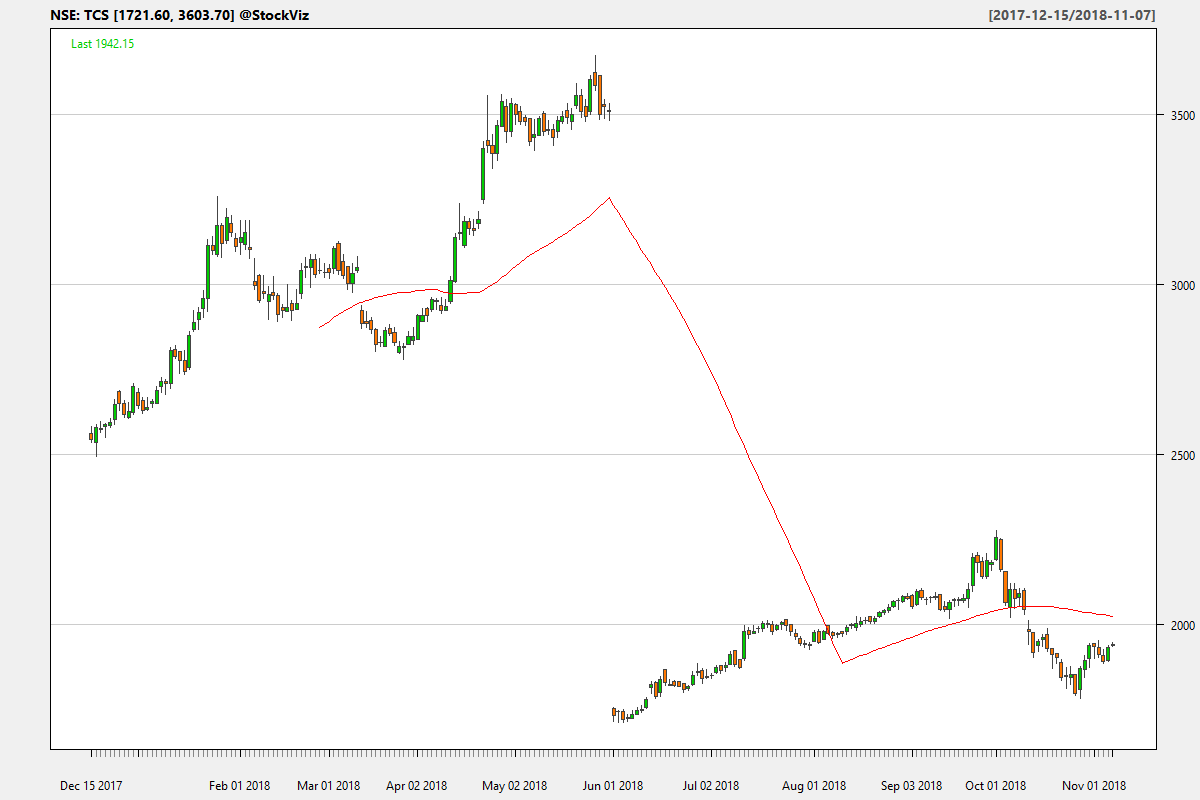 NSE: TCS [1721.60, 3603.70] @StockViz
[2017-12-15/2018-11-07]
Last 1942.15
3500
3000
2500
2000
Dec 15 2017 Feb 01 2018 Mar 01 2018 Apr 02 2018 May 02 2018 Jun 01 2018 Jul 02 2018 Aug 01 2018 Sep 03 2018 Oct 01 2018 Nov 01 2018